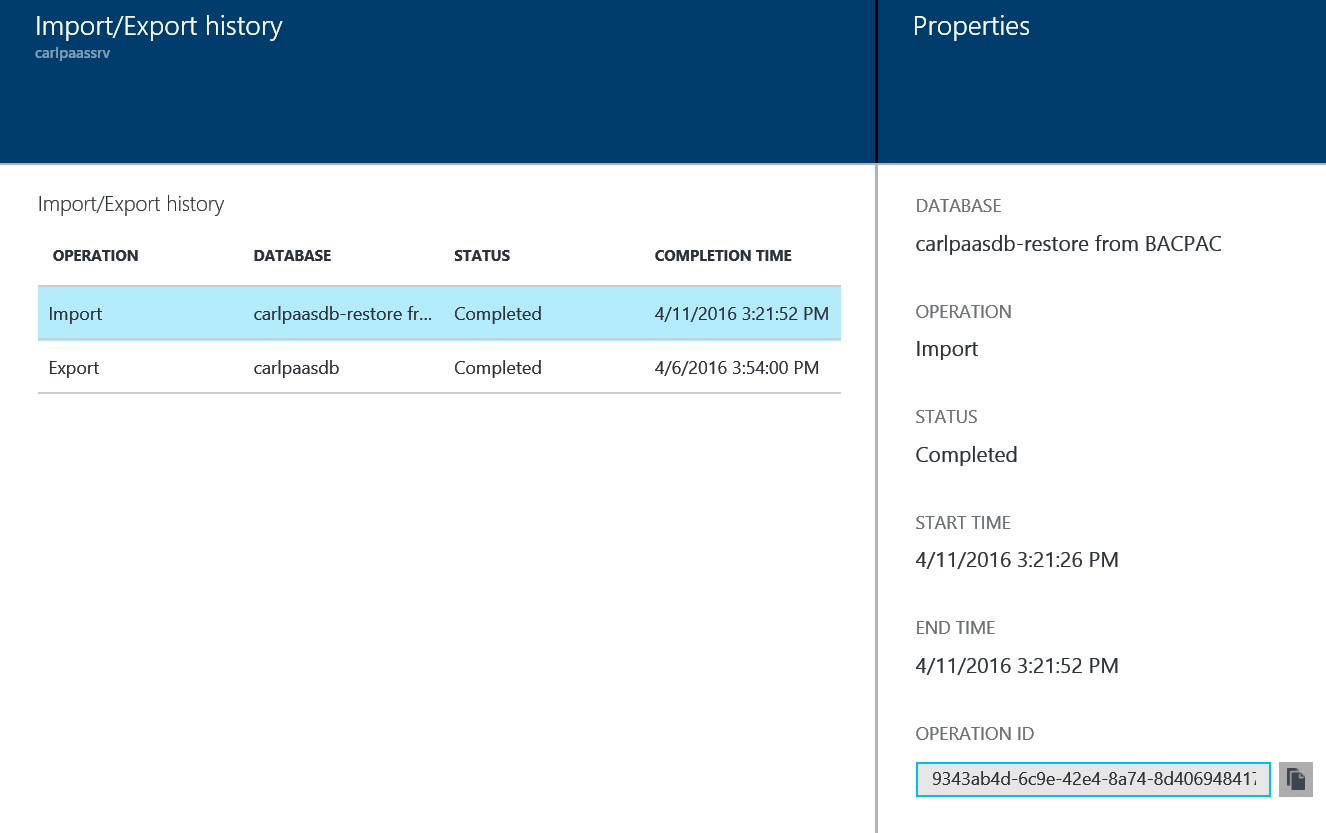 Import/Export history
carlpaassrv
Import/Export history
OPERATION DATABASE STATUS COMPLETION TIME
Import carlpaasdb-restore fr... Completed 4/11/2016 3:21:52 PM
Export carlpaasdb Completed 4/6/2016 3:54:00 PM
Properties
DATABASE
carlpaasdb-restore from BACPAC
OPERATION
Import
STATUS
Completed
START TIME
4/11/2016 3:21:26 PM
END TIME
4/11/2016 3:21:52 PM
OPERATION ID
9343ab4d-6c9e-42e4-8a74-8d406948417